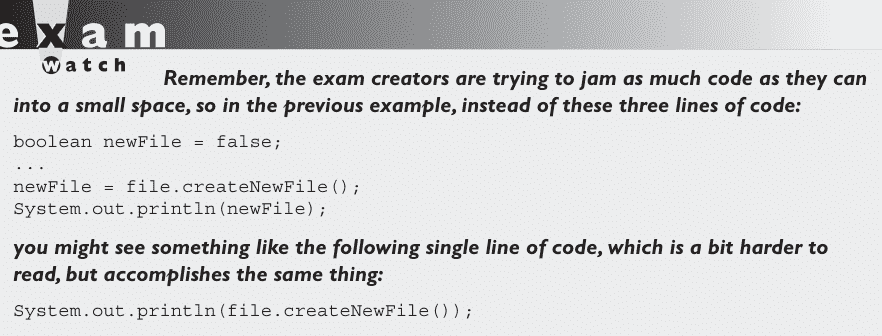 exam
watch
Remember, the exam creators are trying to jam as much code as they can
into a small space, so in the previous example, instead of these three lines of code:
boolean newFile = false;
...
newFile = file.createNewFile();
System.out.println(newFile);
you might see something like the following single line of code, which is a bit harder to
read, but accomplishes the same thing:
System.out.println(file.createNewFile());